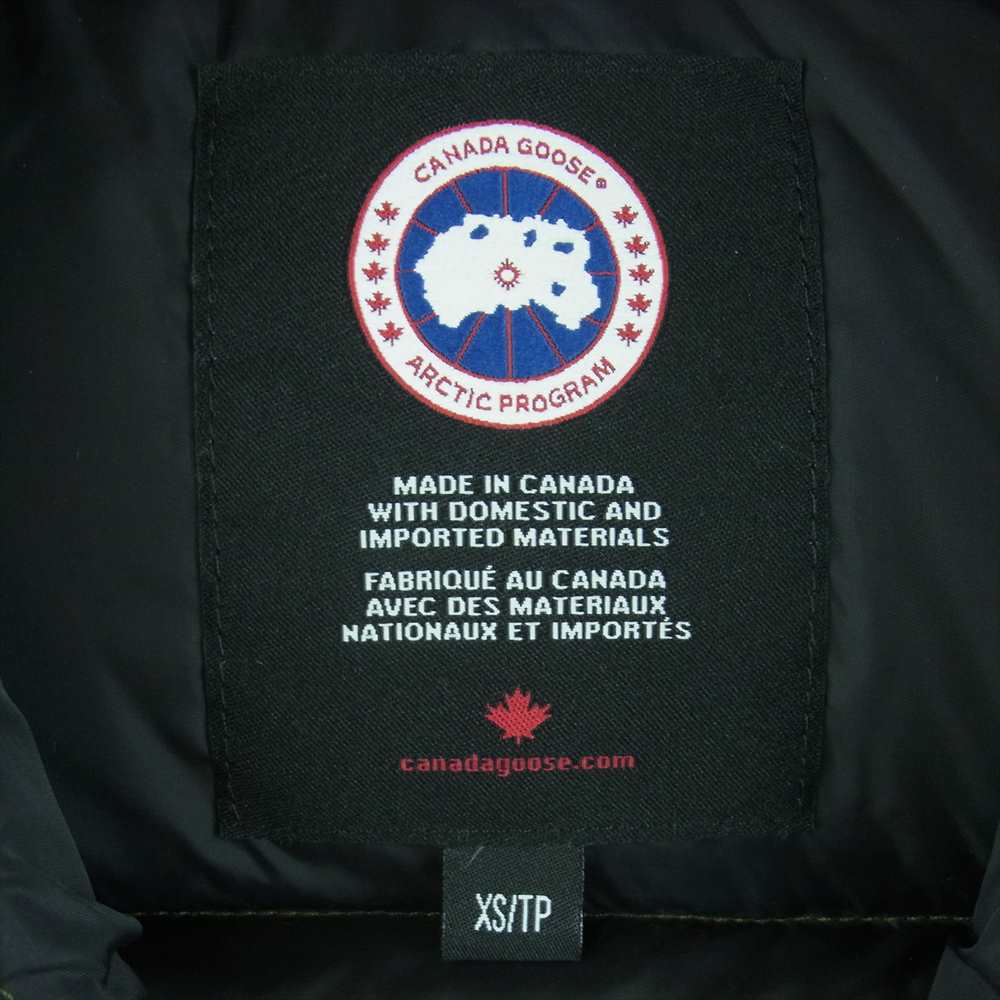 CANADA GOOSE®
ARCTIC PROGRAM
MADE IN CANADA
WITH DOMESTIC AND
IMPORTED MATERIALS
FABRIQUÉ AU CANADA
AVEC DES MATERIAUX
NATIONAUX ET IMPORTÉS
canadagoose.com
XS/TP